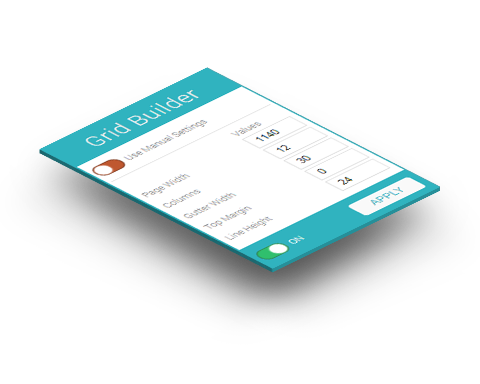 Grid Builder
Use Manual Settings
Values
Page Width 1140
Columns 12
Gutter Width 30
Top Margin 0
Line Height 24
ON
APPLY